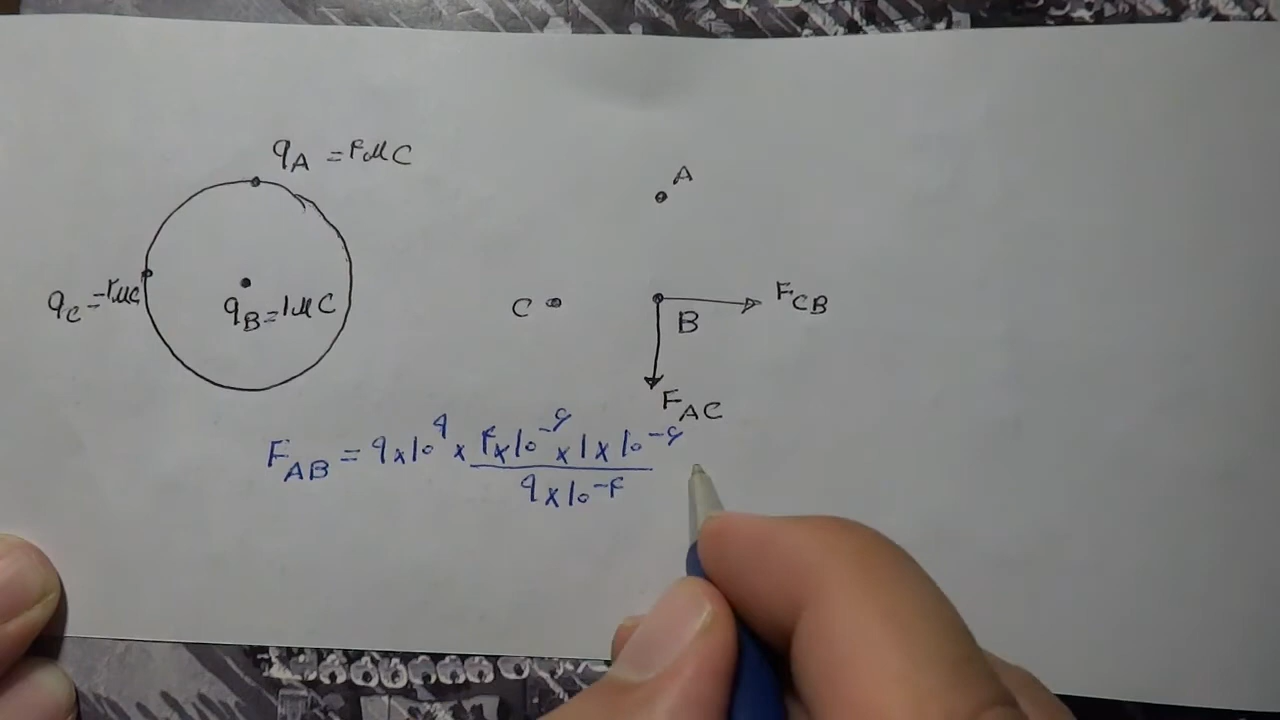 q_A = ۴μC
A
q_C = -۲μC
q_B = ۱μC
C
B
F_CB
F_AC
F_AB = ۹×۱۰^۹ × (۴×۱۰^-۶ × ۱×۱۰^-۶)/(۹×۱۰^-۴)